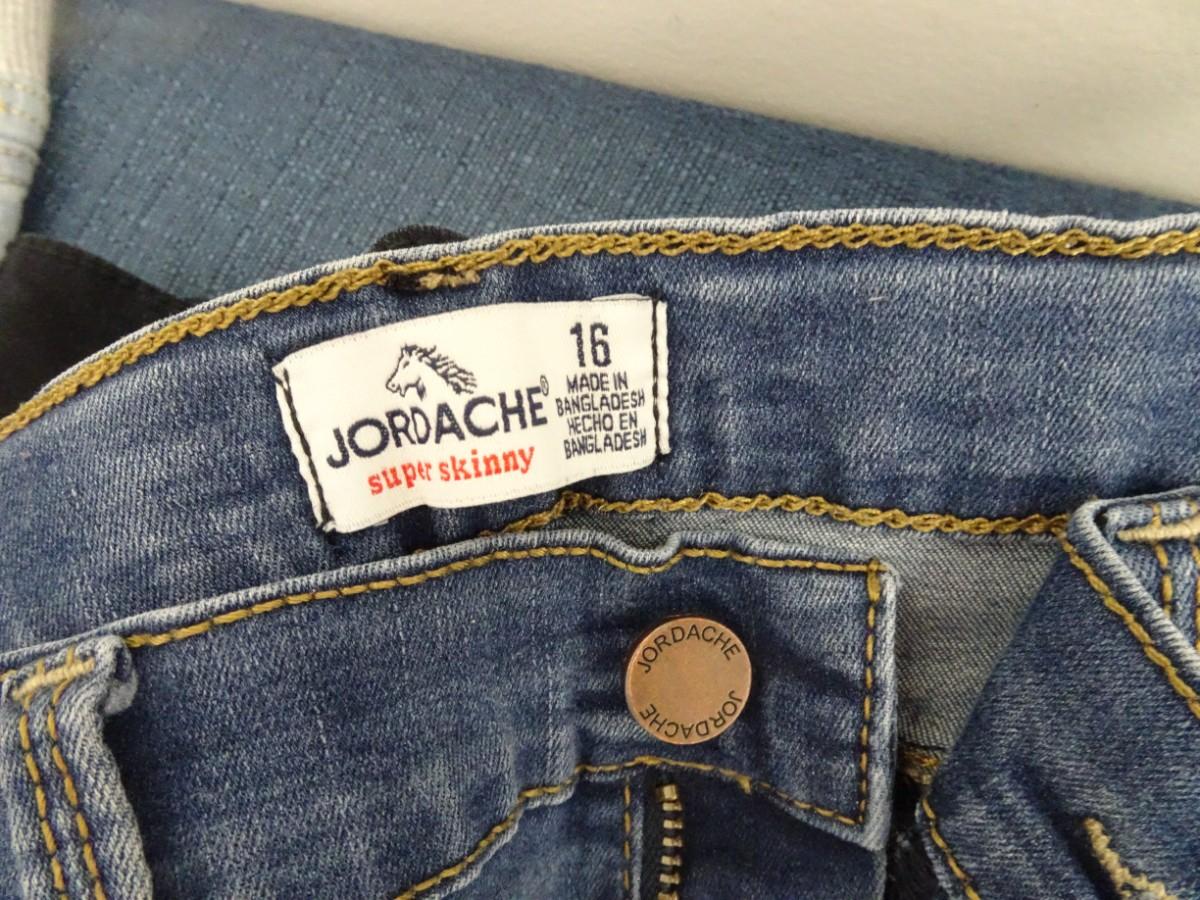 16
MADE IN
BANGLADESH
HECHO EN
BANGLADESH
JORDACHE®
super skinny
JORDACHE
JORDACHE